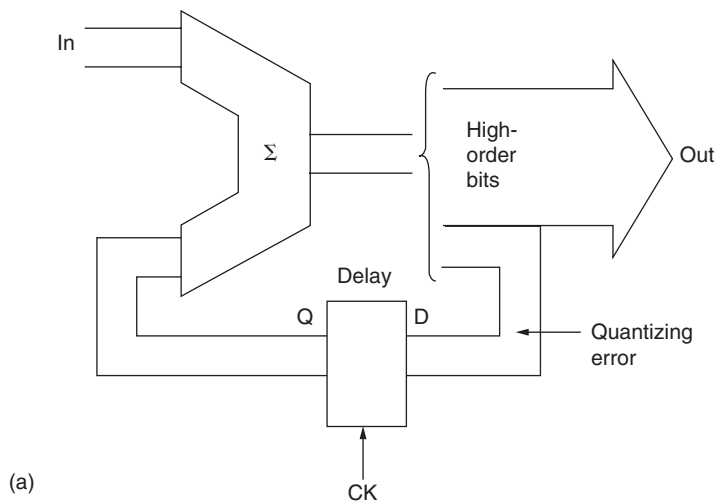 In
Σ
High-
order
bits
Out
Delay
Q
D
Quantizing
error
(a)
CK